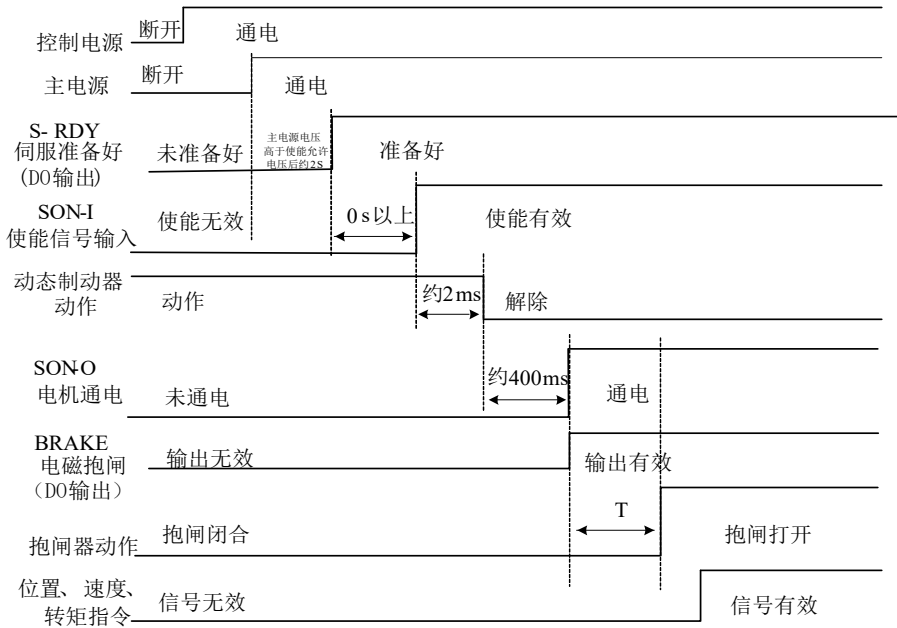 控制电源
断开
通电
主电源
断开
通电
S- RDY
伺服准备好
(DO输出)
未准备好
主电源电压
高于使能允许
电压后约2S
准备好
SON-I
使能信号输入
使能无效
0s以上
使能有效
动态制动器
动作
动作
约2ms
解除
SON-O
电机通电
未通电
约400ms
通电
BRAKE
电磁抱闸
（DO输出）
输出无效
输出有效
T
抱闸器动作
抱闸闭合
抱闸打开
位置、速度、
转矩指令
信号无效
信号有效